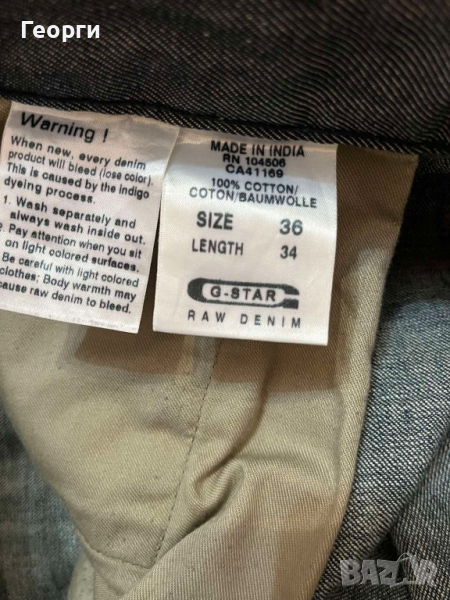 Георги
Warning !
When new, every denim
product will bleed (lose color).
This is caused by the indigo
dyeing process.
1. Wash separately and
always wash inside out.
2. Pay attention when you sit
on light colored surfaces.
Be careful with light colored
clothes; Body warmth may
cause raw denim to bleed.
MADE IN INDIA
RN 104506
CA41169
100% COTTON/
COTON/BAUMWOLLE
SIZE 36
LENGTH 34
G-STAR
RAW DENIM
BAZAR